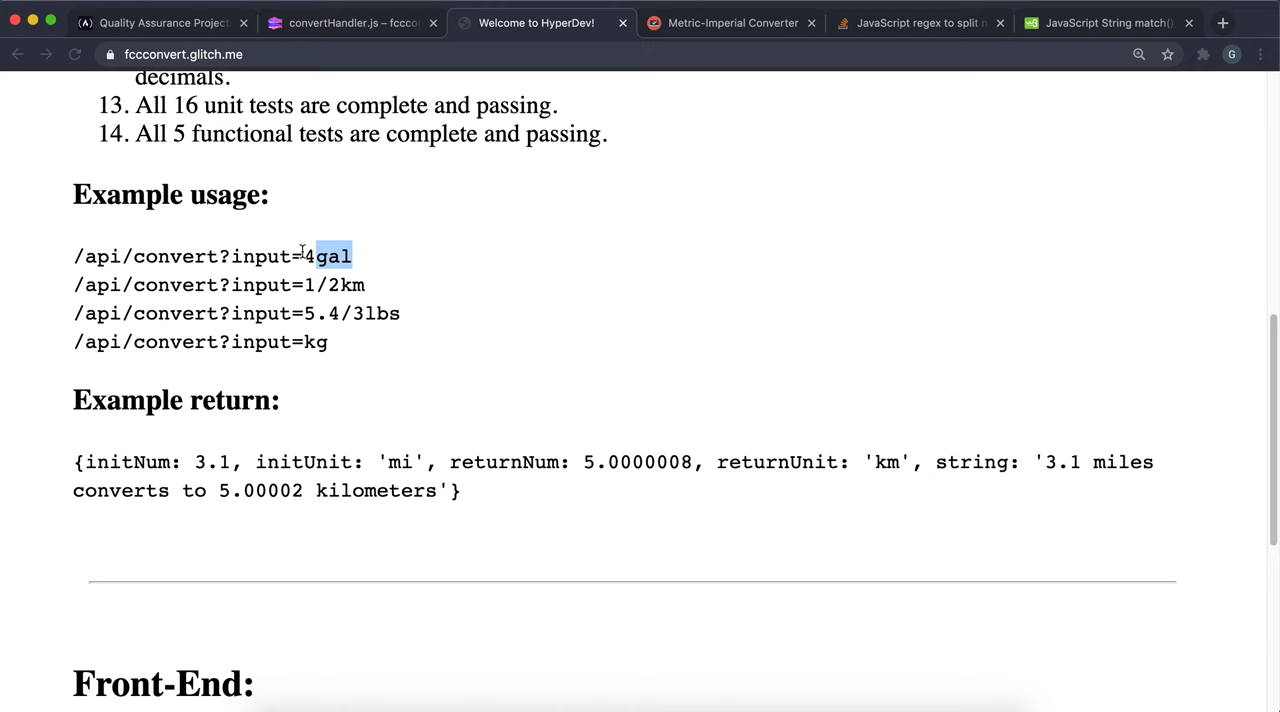 Quality Assurance Projects
convertHandler.js – fccco
Welcome to HyperDev!
Metric-Imperial Converter
JavaScript regex to split n
JavaScript String match()
fccconvert.glitch.me
G
decimals.
13. All 16 unit tests are complete and passing.
14. All 5 functional tests are complete and passing.
Example usage:
/api/convert?input=4gal
/api/convert?input=1/2km
/api/convert?input=5.4/3lbs
/api/convert?input=kg
Example return:
{initNum: 3.1, initUnit: 'mi', returnNum: 5.0000008, returnUnit: 'km', string: '3.1 miles
converts to 5.00002 kilometers'}
Front-End: